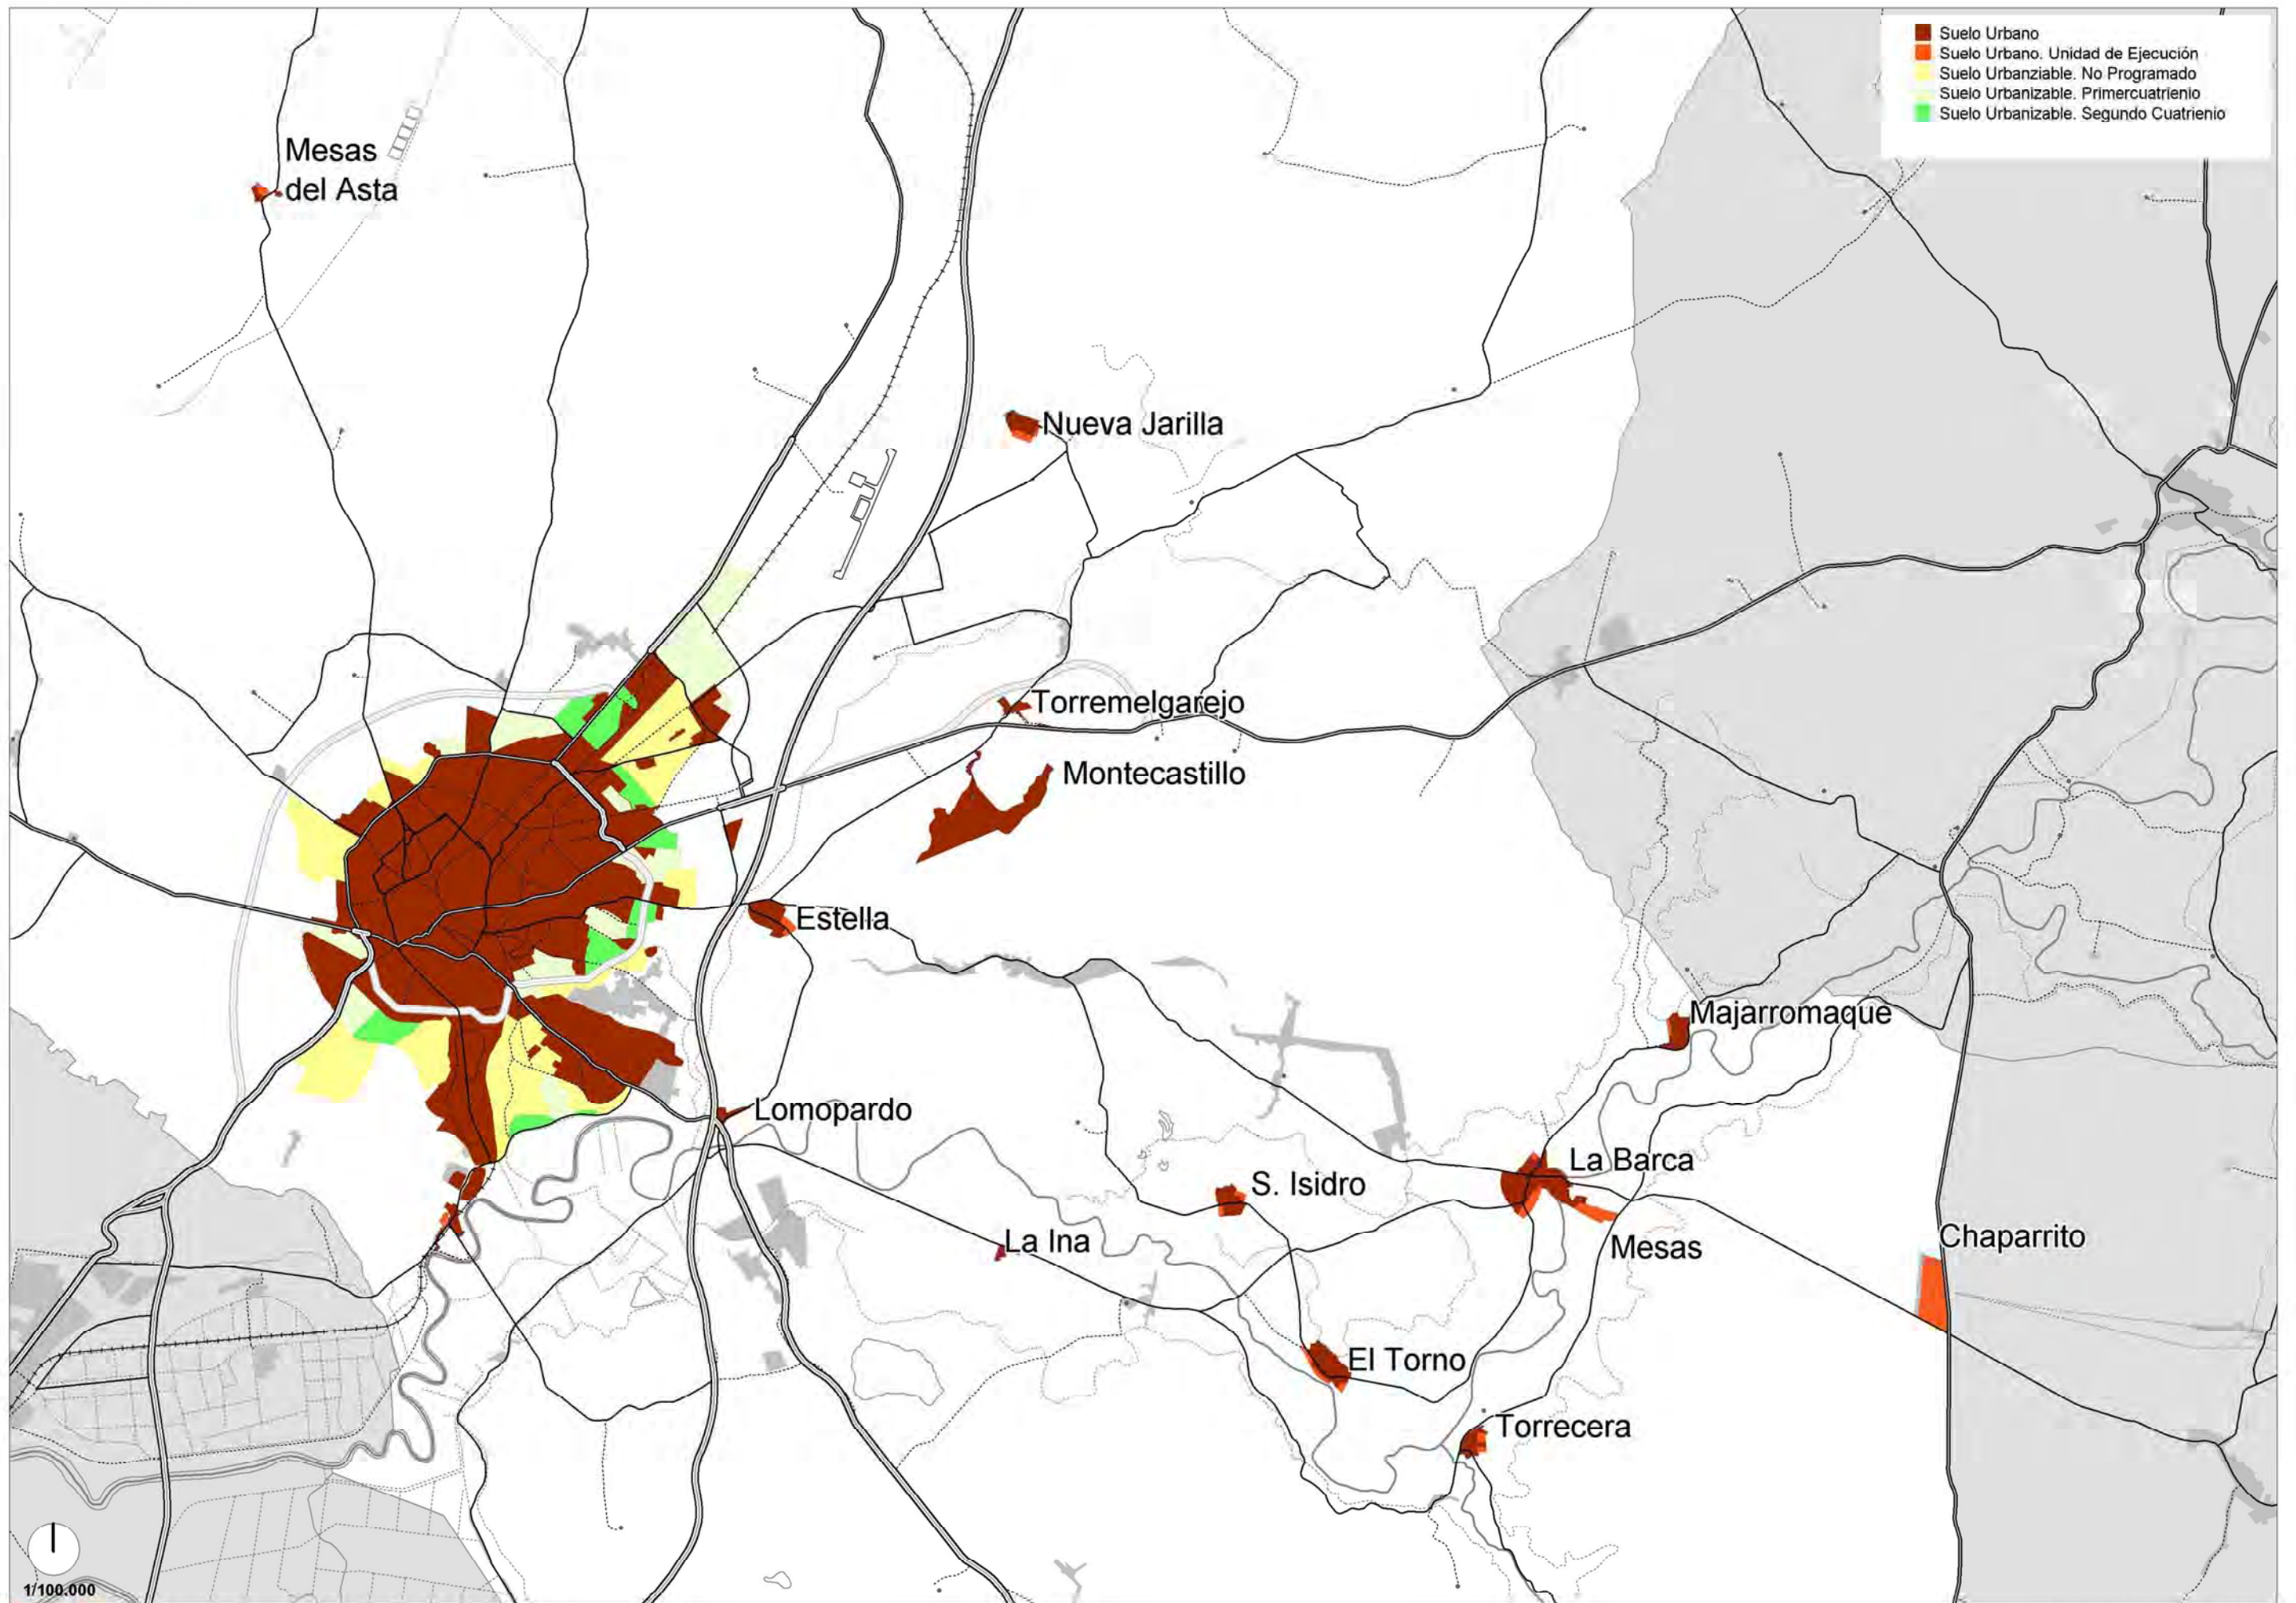 Suelo Urbano
Suelo Urbano. Unidad de Ejecución
Suelo Urbanziable. No Programado
Suelo Urbanizable. Primercuatrienio
Suelo Urbanizable. Segundo Cuatrienio
Mesas
del Asta
Nueva Jarilla
Torremelgarejo
Montecastillo
Estella
Majarromaque
Lomopardo
La Barca
S. Isidro
La Ina
Mesas
Chaparrito
El Torno
Torrecera
1/100.000